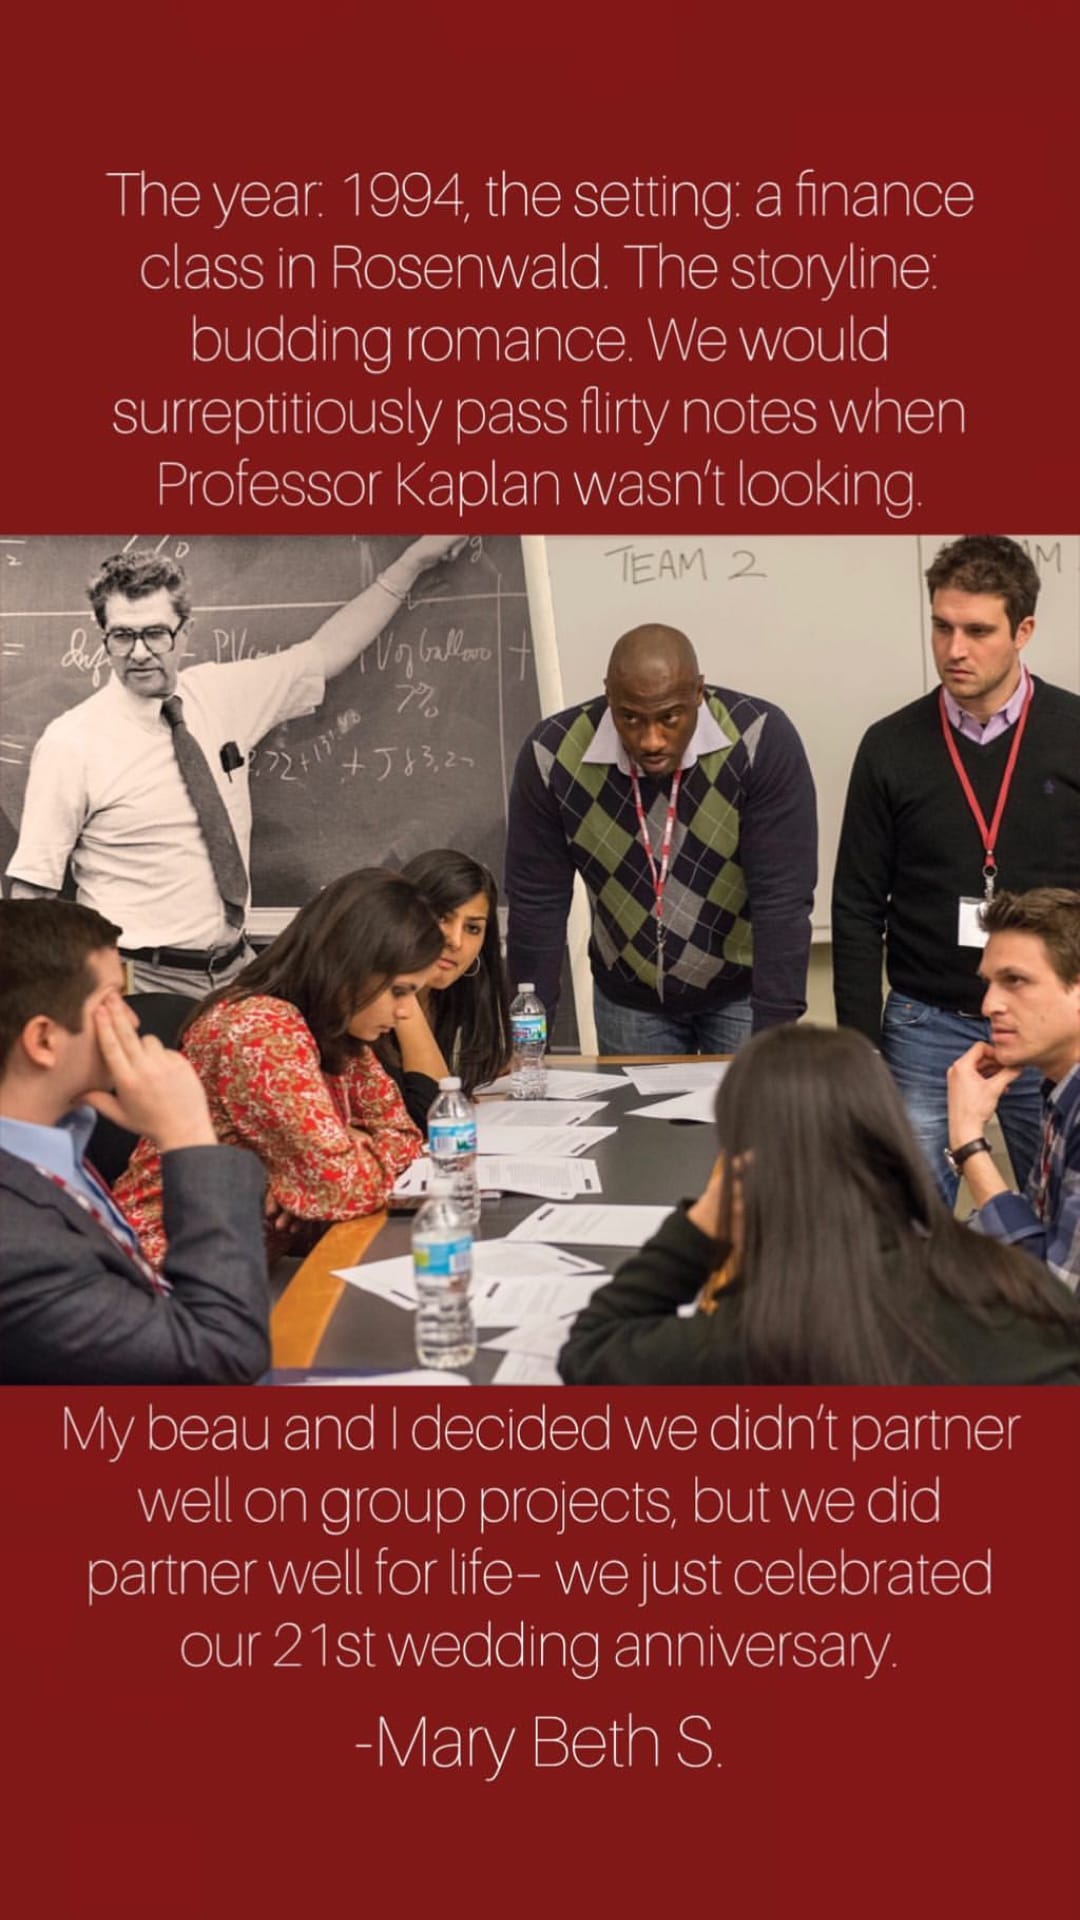 The year: 1994, the setting: a finance
class in Rosenwald. The storyline:
budding romance. We would
surreptitiously pass flirty notes when
Professor Kaplan wasn't looking.
TEAM 2
AM
7%
My beau and I decided we didn't partner
well on group projects, but we did
partner well for life– we just celebrated
our 21st wedding anniversary.
-Mary Beth S.